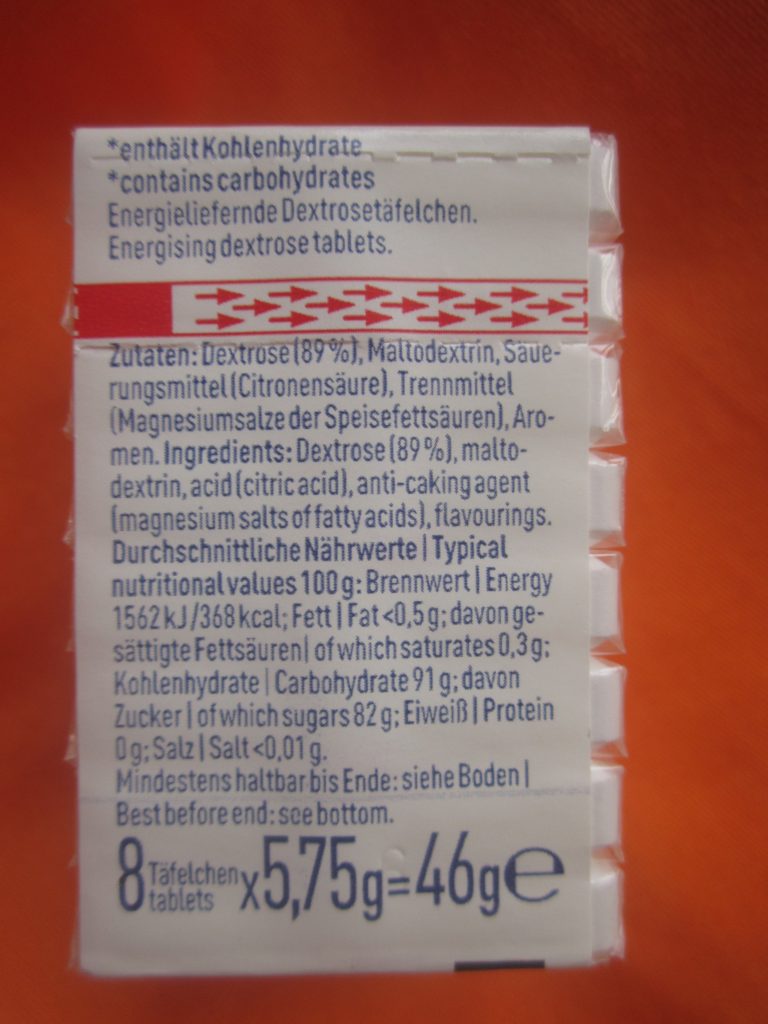 *enthält Kohlenhydrate
*contains carbohydrates
Energieliefernde Dextrosetäfelchen.
Energising dextrose tablets.
Zutaten: Dextrose (89 %), Maltodextrin, Säue-
rungsmittel (Citronensäure), Trennmittel
(Magnesiumsalze der Speisefettsäuren), Aro-
men. Ingredients: Dextrose (89 %), malto-
dextrin, acid (citric acid), anti-caking agent
(magnesium salts of fatty acids), flavourings.
Durchschnittliche Nährwerte | Typical
nutritional values 100 g: Brennwert | Energy
1562 kJ/368 kcal; Fett | Fat <0,5 g; davon ge-
sättigte Fettsäuren | of which saturates 0,3 g;
Kohlenhydrate | Carbohydrate 91 g; davon
Zucker | of which sugars 82 g; Eiweiß | Protein
0 g; Salz | Salt <0,01 g.
Mindestens haltbar bis Ende: siehe Boden |
Best before end: see bottom.
8 Täfelchen tablets x 5,75g=46g e